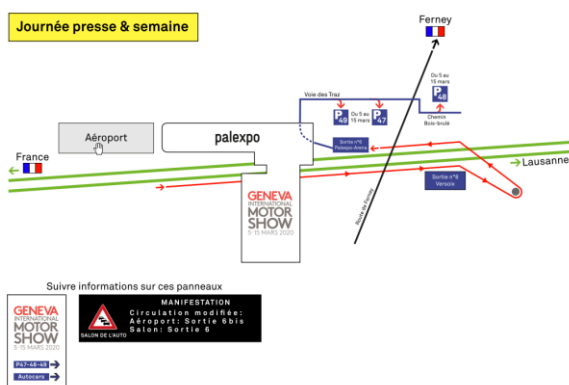 Journée presse & semaine
Ferney
Du 5 au
15 mars
P
48
Voie des Traz
P
49
Du 5 au
15 mars
P
47
Chemin
Bois-brulé
Aéroport
palexpo
Sortie n°6
Palexpo-Arena
France
Lausanne
Sortie n°8
Versoix
Route de Ferney
GENEVA
INTERNATIONAL
MOTOR
SHOW
5-15 MARS 2020
Suivre informations sur ces panneaux
GENEVA
INTERNATIONAL
MOTOR
SHOW
5-15 MARS 2020
P47-48-49
Autocars
SALON DE L'AUTO
MANIFESTATION
Circulation modifiée:
Aéroport: Sortie 6bis
Salon: Sortie 6